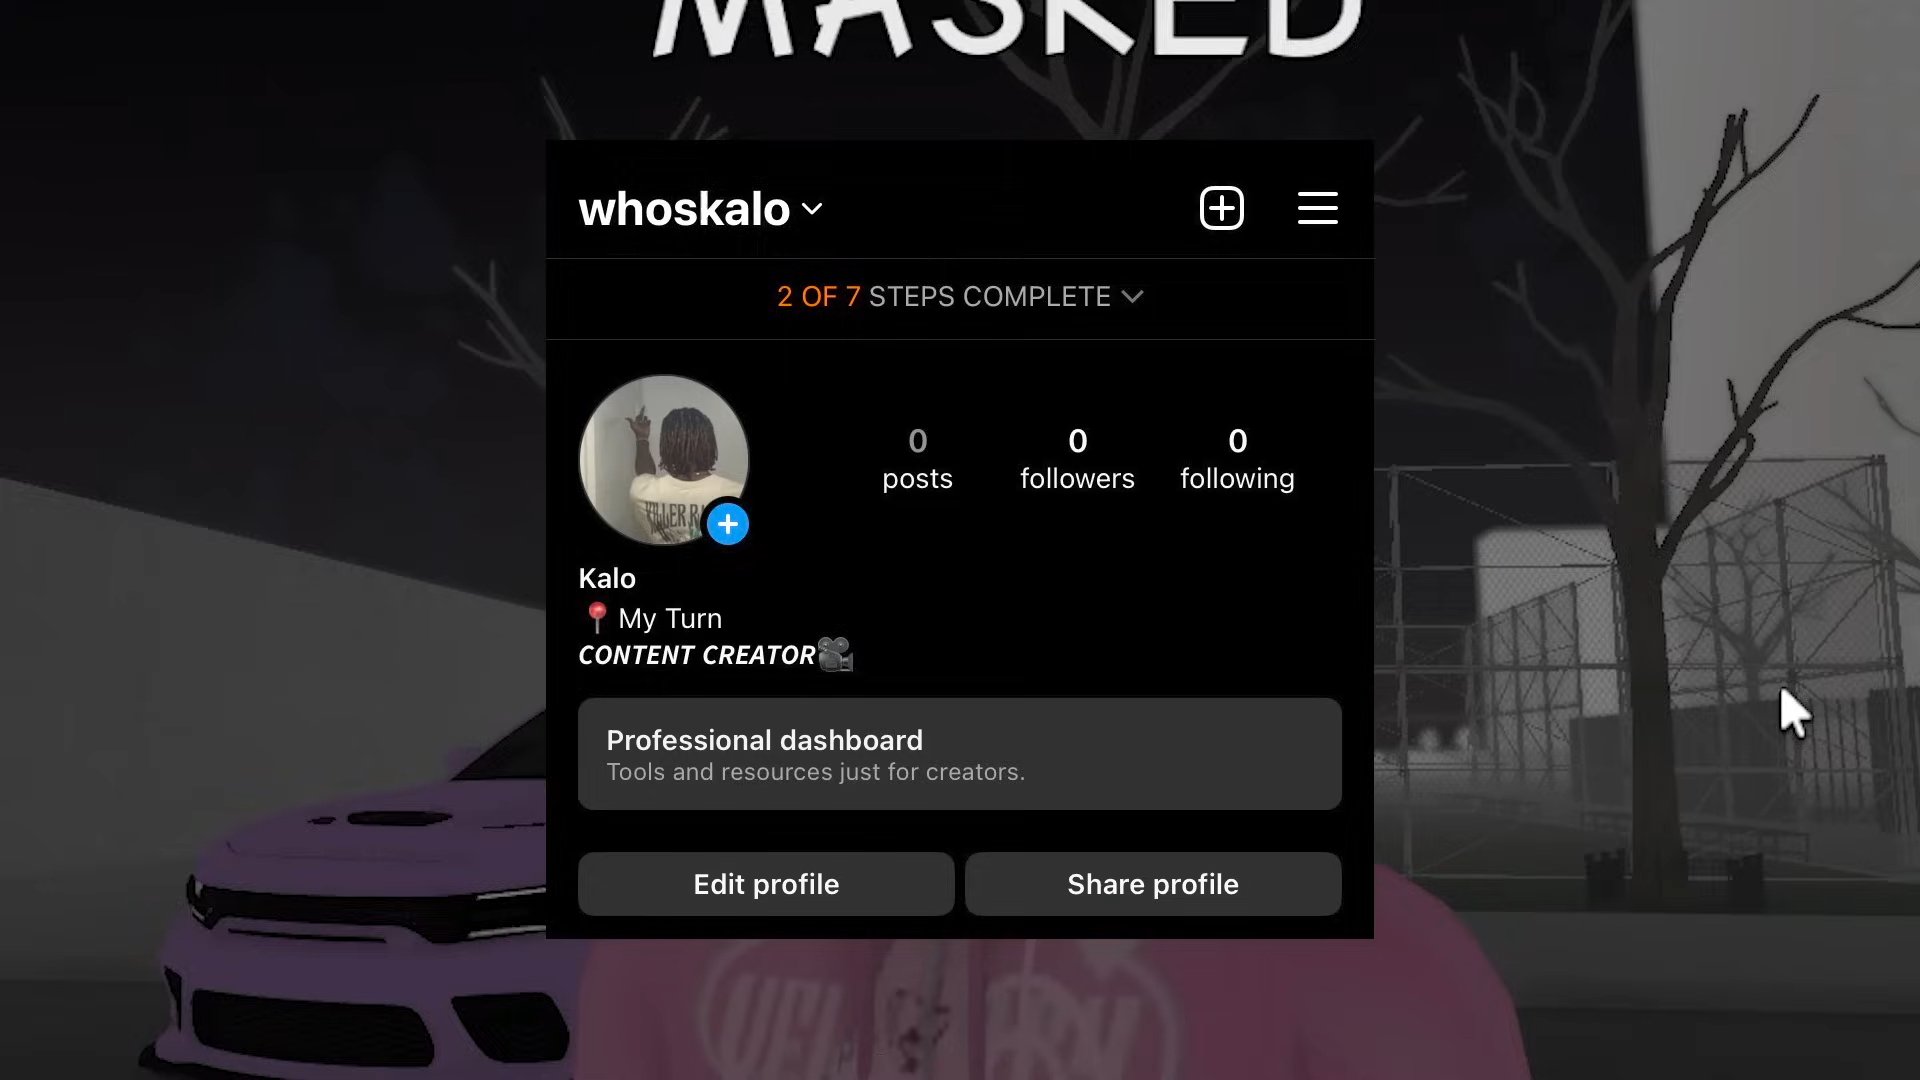 MASKED
whoskalo
2 OF 7 STEPS COMPLETE
0 posts
0 followers
0 following
Kalo
📍 My Turn
CONTENT CREATOR🎥
Professional dashboard
Tools and resources just for creators.
Edit profile
Share profile